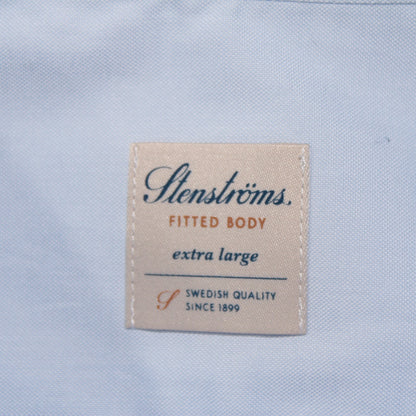 Stenströms.
FITTED BODY
extra large
S SWEDISH QUALITY
SINCE 1899